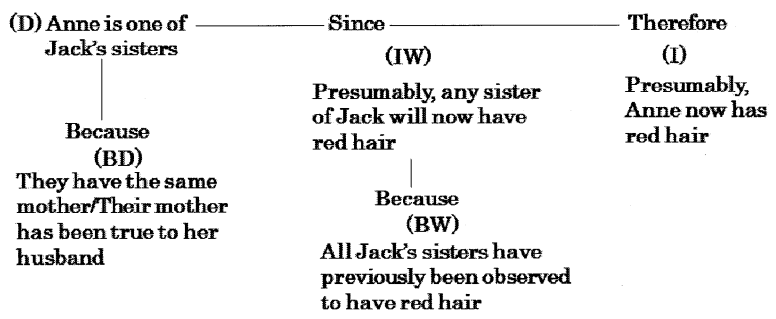 (D) Anne is one of Since Therefore
Jack's sisters
(IW) (I)
Presumably, any sister Presumably,
of Jack will now have Anne now has
red hair red hair
Because
(BD)
They have the same
mother/Their mother
has been true to her
husband
Because
(BW)
All Jack's sisters have
previously been observed
to have red hair